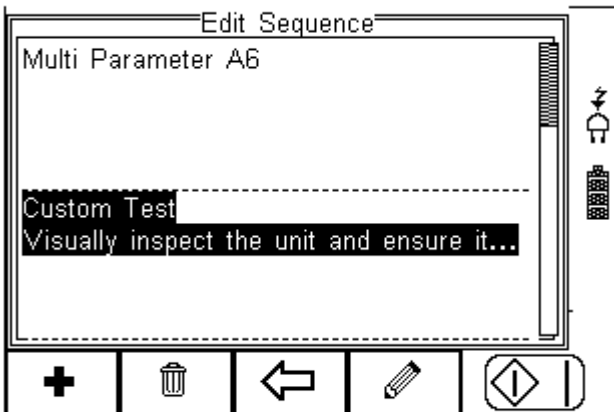 Edit Sequence
Multi Parameter A6
Custom Test
Visually inspect the unit and ensure it...